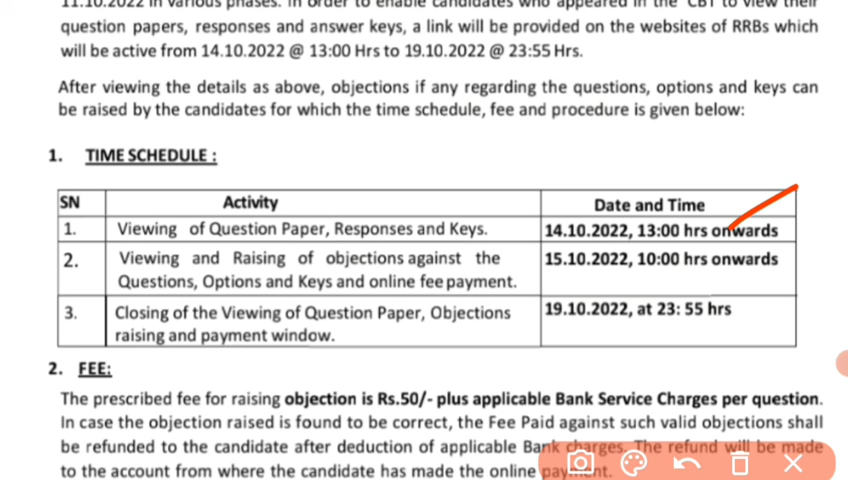 11.10.2022 in various phases. In order to enable candidates who appeared in the CBT to view their
question papers, responses and answer keys, a link will be provided on the websites of RRBs which
will be active from 14.10.2022 @ 13:00 Hrs to 19.10.2022 @ 23:55 Hrs.
After viewing the details as above, objections if any regarding the questions, options and keys can
be raised by the candidates for which the time schedule, fee and procedure is given below:
1. TIME SCHEDULE :
SN Activity Date and Time
1. Viewing of Question Paper, Responses and Keys. 14.10.2022, 13:00 hrs onwards
2. Viewing and Raising of objections against the 15.10.2022, 10:00 hrs onwards
Questions, Options and Keys and online fee payment.
3. Closing of the Viewing of Question Paper, Objections 19.10.2022, at 23: 55 hrs
raising and payment window.
2. FEE:
The prescribed fee for raising objection is Rs.50/- plus applicable Bank Service Charges per question.
In case the objection raised is found to be correct, the Fee Paid against such valid objections shall
be refunded to the candidate after deduction of applicable Bank charges. The refund will be made
to the account from where the candidate has made the online payment.